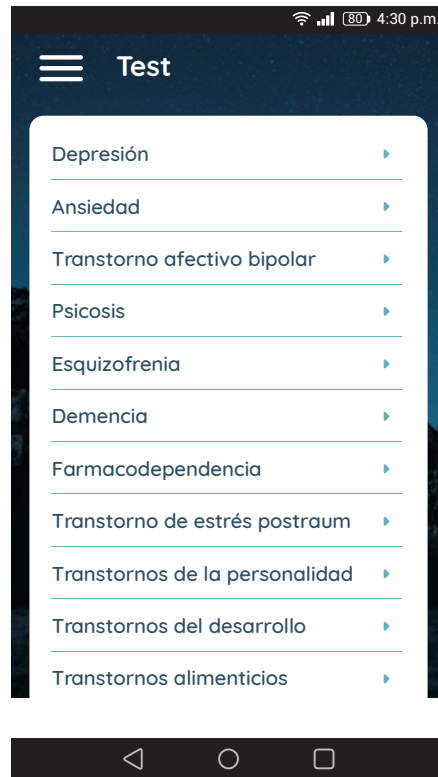 80 4:30 p.m.
Test
Depresión
Ansiedad
Transtorno afectivo bipolar
Psicosis
Esquizofrenia
Demencia
Farmacodependencia
Transtorno de estrés postraum
Transtornos de la personalidad
Transtornos del desarrollo
Transtornos alimenticios